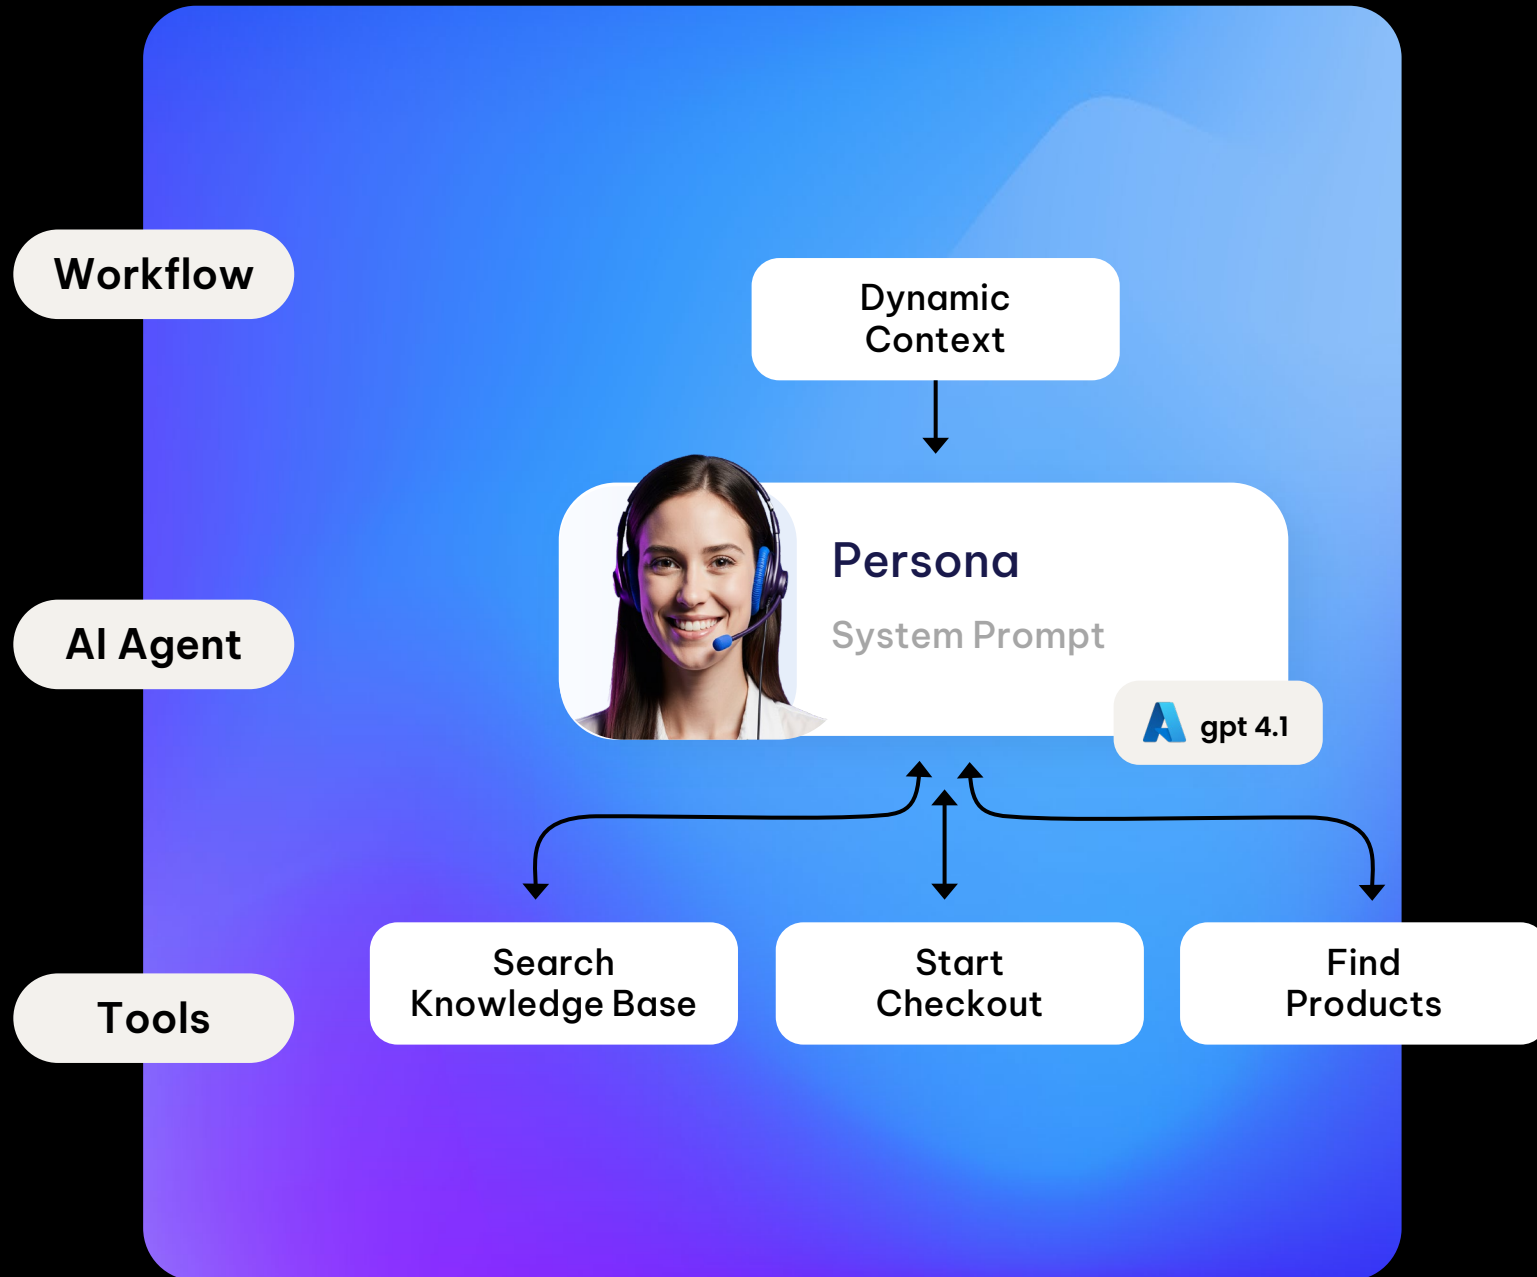 Workflow
Dynamic
Context
AI Agent
Persona
System Prompt
gpt 4.1
Tools
Search
Knowledge Base
Start
Checkout
Find
Products